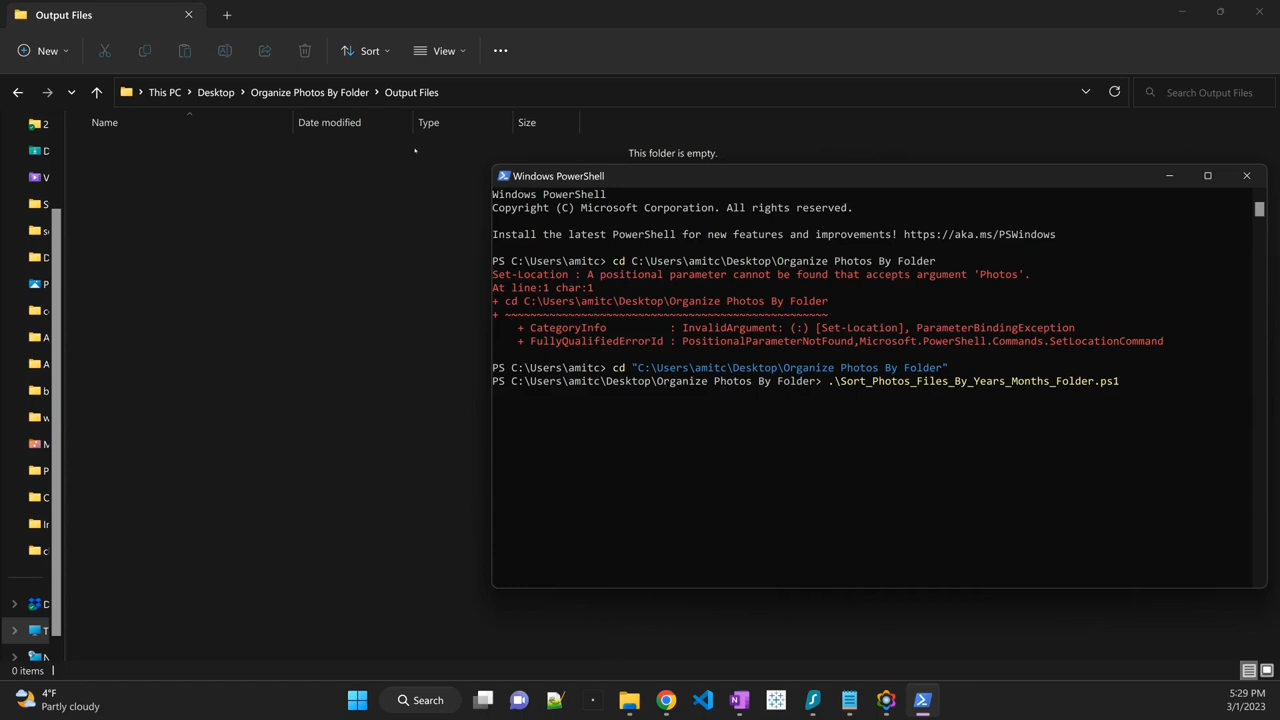 Output Files
New
Sort
View
This PC
Desktop
Organize Photos By Folder
Output Files
Search Output Files
Name
Date modified
Type
Size
This folder is empty.
2
D
V
S
P
D
A
A
b
M
P
C
D
T
N
Windows PowerShell
Windows PowerShell
Copyright (C) Microsoft Corporation. All rights reserved.
Install the latest PowerShell for new features and improvements! https://aka.ms/PSWindows
PS C:\Users\amitc> cd C:\Users\amitc\Desktop\Organize Photos By Folder
Set-Location : A positional parameter cannot be found that accepts argument 'Photos'.
At line:1 char:1
+ cd C:\Users\amitc\Desktop\Organize Photos By Folder
+ ~~~~~~~~~~~~~~~~~~~~~~~~~~~~~~~~~~~~~~~~~~~~~~~~~~~
+ CategoryInfo : InvalidArgument: (:) [Set-Location], ParameterBindingException
+ FullyQualifiedErrorId : PositionalParameterNotFound,Microsoft.PowerShell.Commands.SetLocationCommand
PS C:\Users\amitc> cd "C:\Users\amitc\Desktop\Organize Photos By Folder"
PS C:\Users\amitc\Desktop\Organize Photos By Folder> .\Sort_Photos_Files_By_Years_Months_Folder.ps1
0 items
4°F
Partly cloudy
Search
5:29 PM
3/1/2023